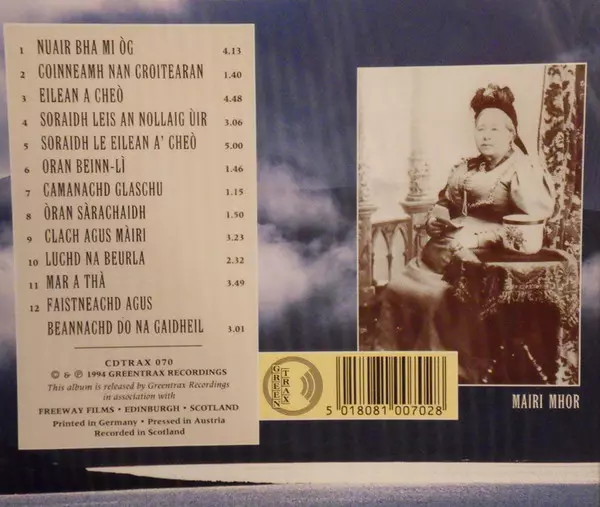 1 NUAIR BHA MI ÒG 4.13
2 COINNEAMH NAN CROITEARAN 1.40
3 EILEAN A CHEÒ 4.48
4 SORAIDH LEIS AN NOLLAIG ÙIR 3.06
5 SORAIDH LE EILEAN A' CHEÒ 5.00
6 ORAN BEINN-LÌ 1.46
7 CAMANACHD GLASCHU 1.15
8 ÒRAN SÀRACHAIDH 1.50
9 CLACH AGUS MÀIRI 3.23
10 LUCHD NA BEURLA 2.32
11 MAR A THÀ 3.49
12 FAISTNEACHD AGUS
BEANNACHD DÒ NA GAIDHEIL 3.01
CDTRAX 070
© & ℗ 1994 GREENTRAX RECORDINGS
This album is released by Greentrax Recordings
in association with
FREEWAY FILMS • EDINBURGH • SCOTLAND
Printed in Germany • Pressed in Austria
Recorded in Scotland
GREEN
TRAX
5 018081 007028
MAIRI MHOR